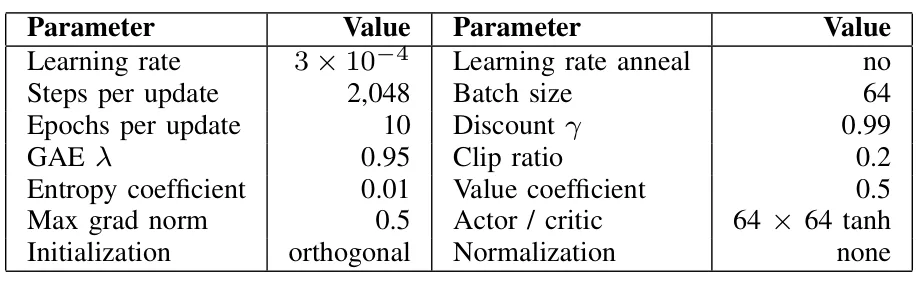 Parameter Value Parameter Value
Learning rate 3 × 10⁻⁴ Learning rate anneal no
Steps per update 2,048 Batch size 64
Epochs per update 10 Discount γ 0.99
GAE λ 0.95 Clip ratio 0.2
Entropy coefficient 0.01 Value coefficient 0.5
Max grad norm 0.5 Actor / critic 64 × 64 tanh
Initialization orthogonal Normalization none